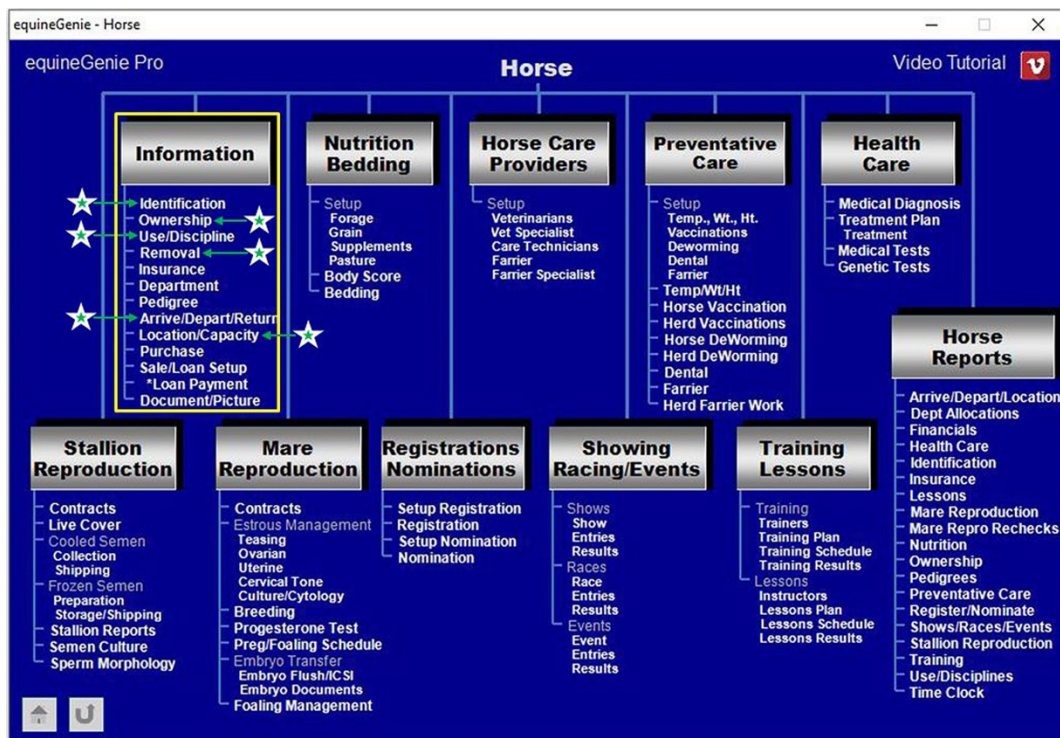 equineGenie - Horse
equineGenie Pro
Horse
Video Tutorial
Information
Identification
Ownership
Use/Discipline
Removal
Insurance
Department
Pedigree
Arrive/Depart/Return
Location/Capacity
Purchase
Sale/Loan Setup
*Loan Payment
Document/Picture
Nutrition
Bedding
Setup
Forage
Grain
Supplements
Pasture
Body Score
Bedding
Horse Care
Providers
Setup
Veterinarians
Vet Specialist
Care Technicians
Farrier
Farrier Specialist
Preventative
Care
Setup
Temp., Wt., Ht.
Vaccinations
Deworming
Dental
Farrier
Temp/Wt/Ht
Horse Vaccination
Herd Vaccinations
Horse DeWorming
Herd DeWorming
Dental
Farrier
Herd Farrier Work
Health
Care
Medical Diagnosis
Treatment Plan
Treatment
Medical Tests
Genetic Tests
Horse
Reports
Arrive/Depart/Location
Dept Allocations
Financials
Health Care
Identification
Insurance
Lessons
Mare Reproduction
Mare Repro Rechecks
Nutrition
Ownership
Pedigrees
Preventative Care
Register/Nominate
Shows/Races/Events
Stallion Reproduction
Training
Use/Disciplines
Time Clock
Stallion
Reproduction
Contracts
Live Cover
Cooled Semen
Collection
Shipping
Frozen Semen
Preparation
Storage/Shipping
Stallion Reports
Semen Culture
Sperm Morphology
Mare
Reproduction
Contracts
Estrous Management
Teasing
Ovarian
Uterine
Cervical Tone
Culture/Cytology
Breeding
Progesterone Test
Preg/Foaling Schedule
Embryo Transfer
Embryo Flush/ICSI
Embryo Documents
Foaling Management
Registrations
Nominations
Setup Registration
Registration
Setup Nomination
Nomination
Showing
Racing/Events
Shows
Show
Entries
Results
Races
Race
Entries
Results
Events
Event
Entries
Results
Training
Lessons
Training
Trainers
Training Plan
Training Schedule
Training Results
Lessons
Instructors
Lessons Plan
Lessons Schedule
Lessons Results